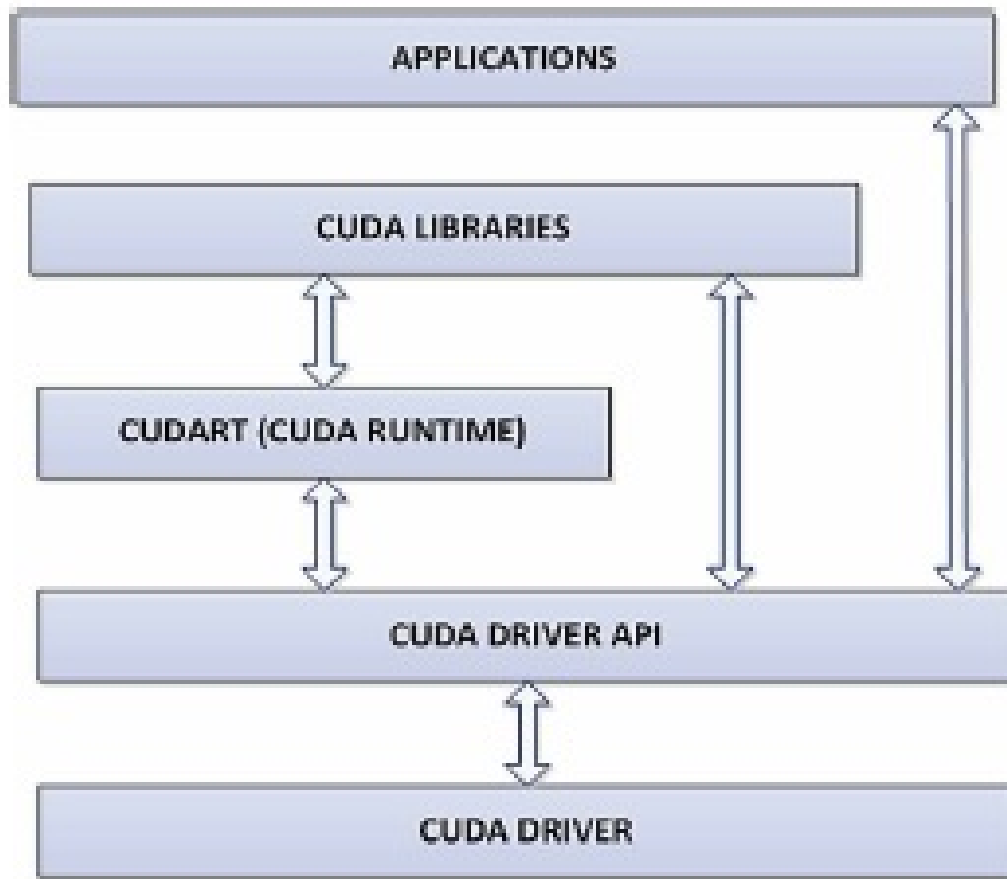 APPLICATIONS
CUDA LIBRARIES
CUDART (CUDA RUNTIME)
CUDA DRIVER API
CUDA DRIVER